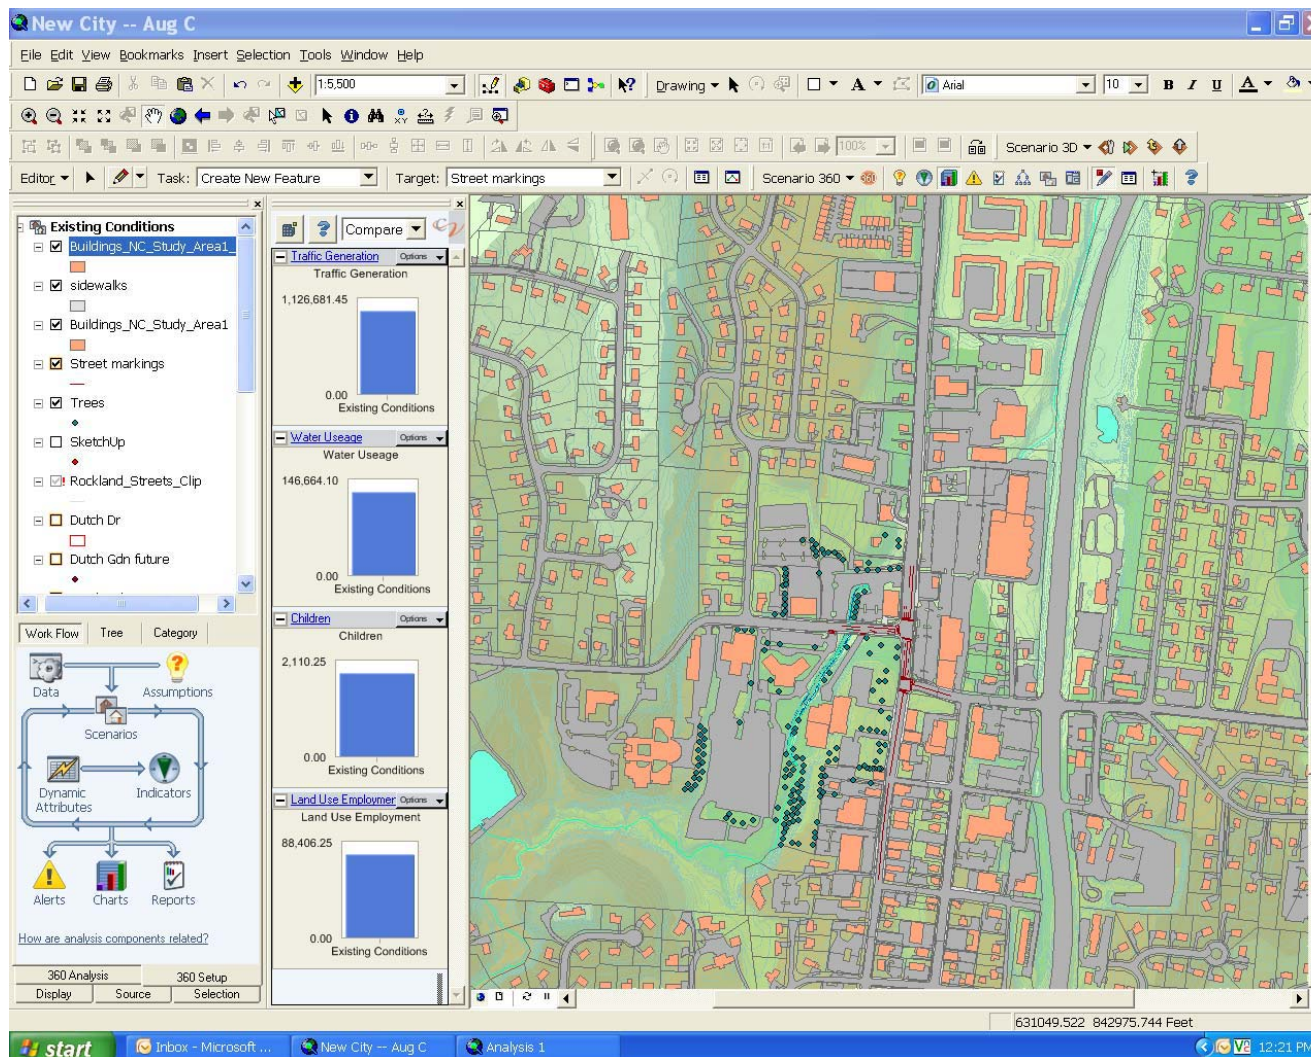 New City -- Aug C
File Edit View Bookmarks Insert Selection Tools Window Help
1:5,500
Drawing
A
Arial
10
B I U A
XY
100%
Scenario 3D
Editor
Task: Create New Feature
Target: Street markings
Scenario 360
Existing Conditions
Buildings_NC_Study_Area1_
sidewalks
Buildings_NC_Study_Area1
Street markings
Trees
SketchUp
Rockland_Streets_Clip
Dutch Dr
Dutch Gdn future
Work Flow Tree Category
Data
Assumptions
Scenarios
Dynamic
Attributes
Indicators
Alerts Charts Reports
How are analysis components related?
360 Analysis 360 Setup
Display Source Selection
Compare
Traffic Generation Options
Traffic Generation
1,126,681.45
0.00
Existing Conditions
Water Useage Options
Water Useage
146,664.10
0.00
Existing Conditions
Children Options
Children
2,110.25
0.00
Existing Conditions
Land Use Employmer Options
Land Use Employment
88,406.25
0.00
Existing Conditions
631049.522 842975.744 Feet
start
Inbox - Microsoft ...
New City -- Aug C
Analysis 1
12:21 PM